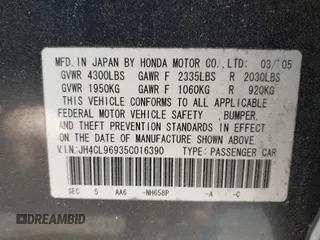 MFD. IN JAPAN BY HONDA MOTOR CO., LTD: 03/'05
GVWR 4300LBS GAWR F 2335LBS R 2030LBS
GVWR 1950KG GAWR F 1060KG R 920KG
THIS VEHICLE CONFORMS TO ALL APPLICABLE
FEDERAL MOTOR VEHICLE SAFETY , BUMPER,
AND THEFT PREVENTION STANDARDS IN EFFECT
ON THE DATE OF MANUFACTURE SHOWN ABOVE.
V.I.N: JH4CL96935C016390 TYPE: PASSENGER CAR
SEC 5 AA6 -NH658P -A -C
DREAMBID